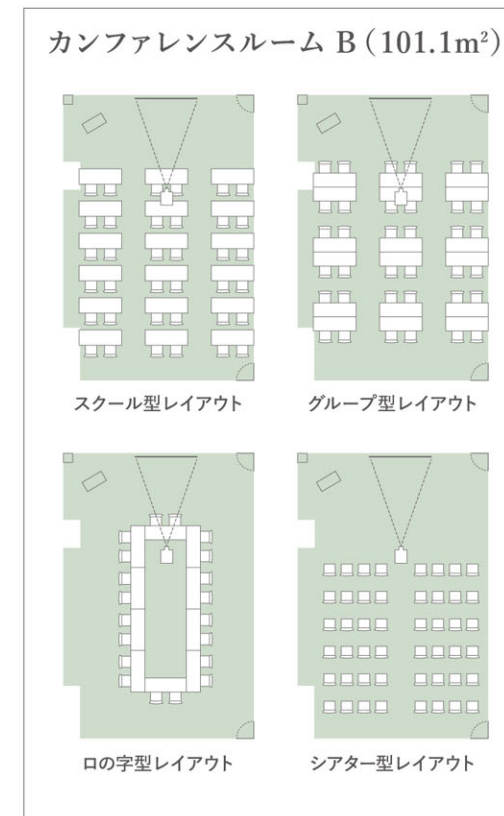 カンファレンスルーム B（101.1m²）
スクール型レイアウト
グループ型レイアウト
ロの字型レイアウト
シアター型レイアウト